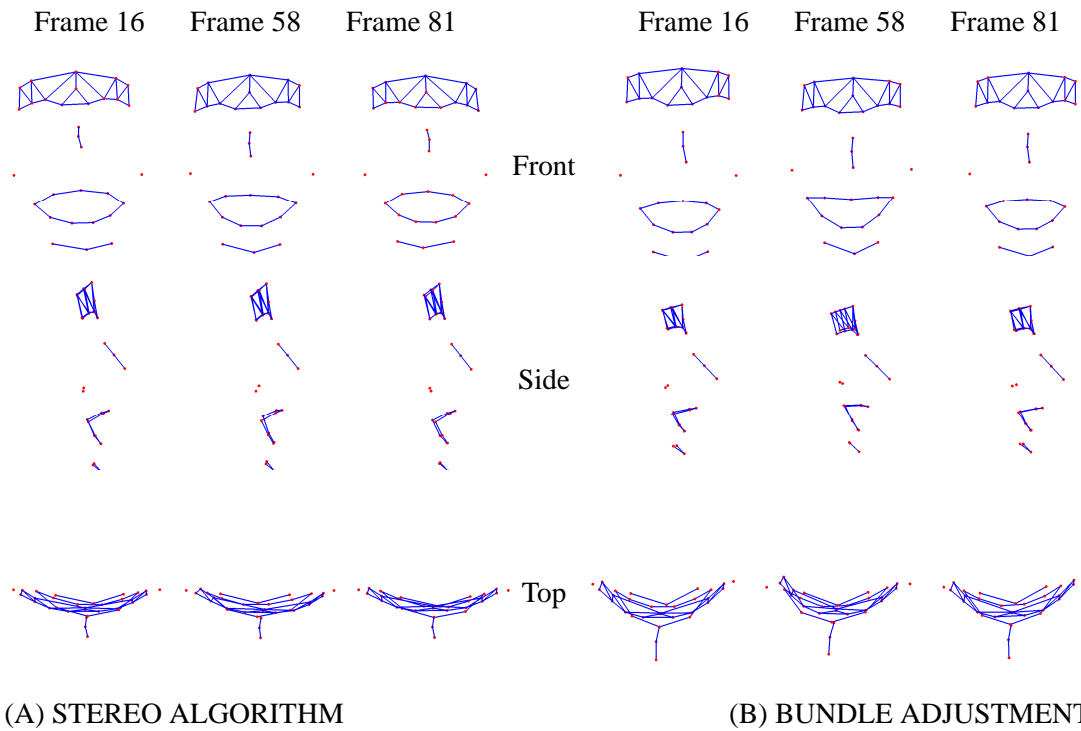 Frame 16 Frame 58 Frame 81 Frame 16 Frame 58 Frame 81
Front
Side
Top
(A) STEREO ALGORITHM (B) BUNDLE ADJUSTMENT